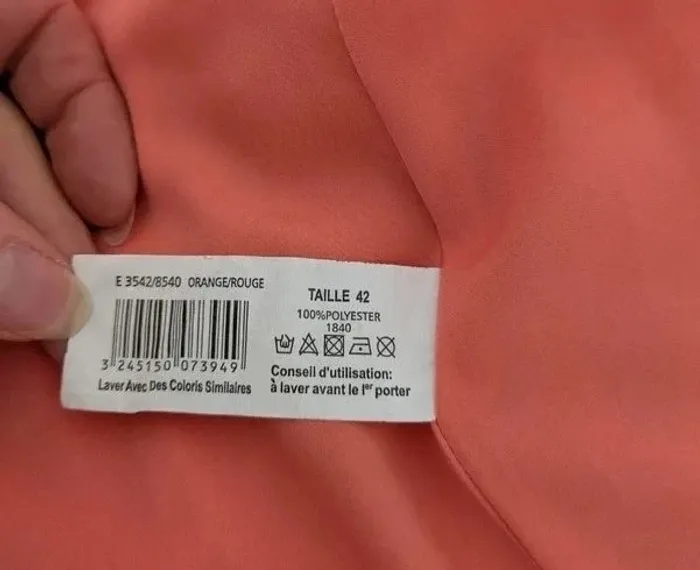 E 3542/8540 ORANGE/ROUGE
3 245150 073949
Laver Avec Des Coloris Similaires
TAILLE 42
100%POLYESTER
1840
Conseil d'utilisation:
à laver avant le 1er porter